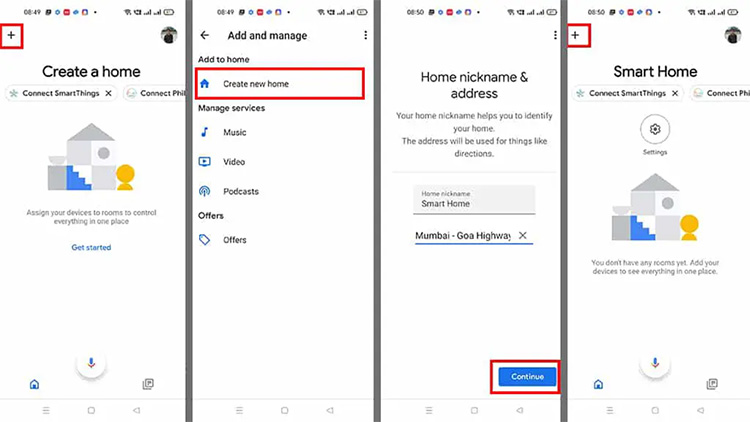 08:49
+
Create a home
Connect SmartThings ×
Connect Phil
Assign your devices to rooms to control
everything in one place
Get started
08:49
Add and manage
Add to home
Create new home
Manage services
Music
Video
Podcasts
Offers
Offers
08:50
Home nickname &
address
Your home nickname helps you to identify
your home.
The address will be used for things like
directions.
Home nickname
Smart Home
Mumbai - Goa Highway
Continue
08:50
+
Smart Home
Connect SmartThings ×
Connect Phil
Settings
You don't have any rooms yet. Add your
devices to see everything in one place.